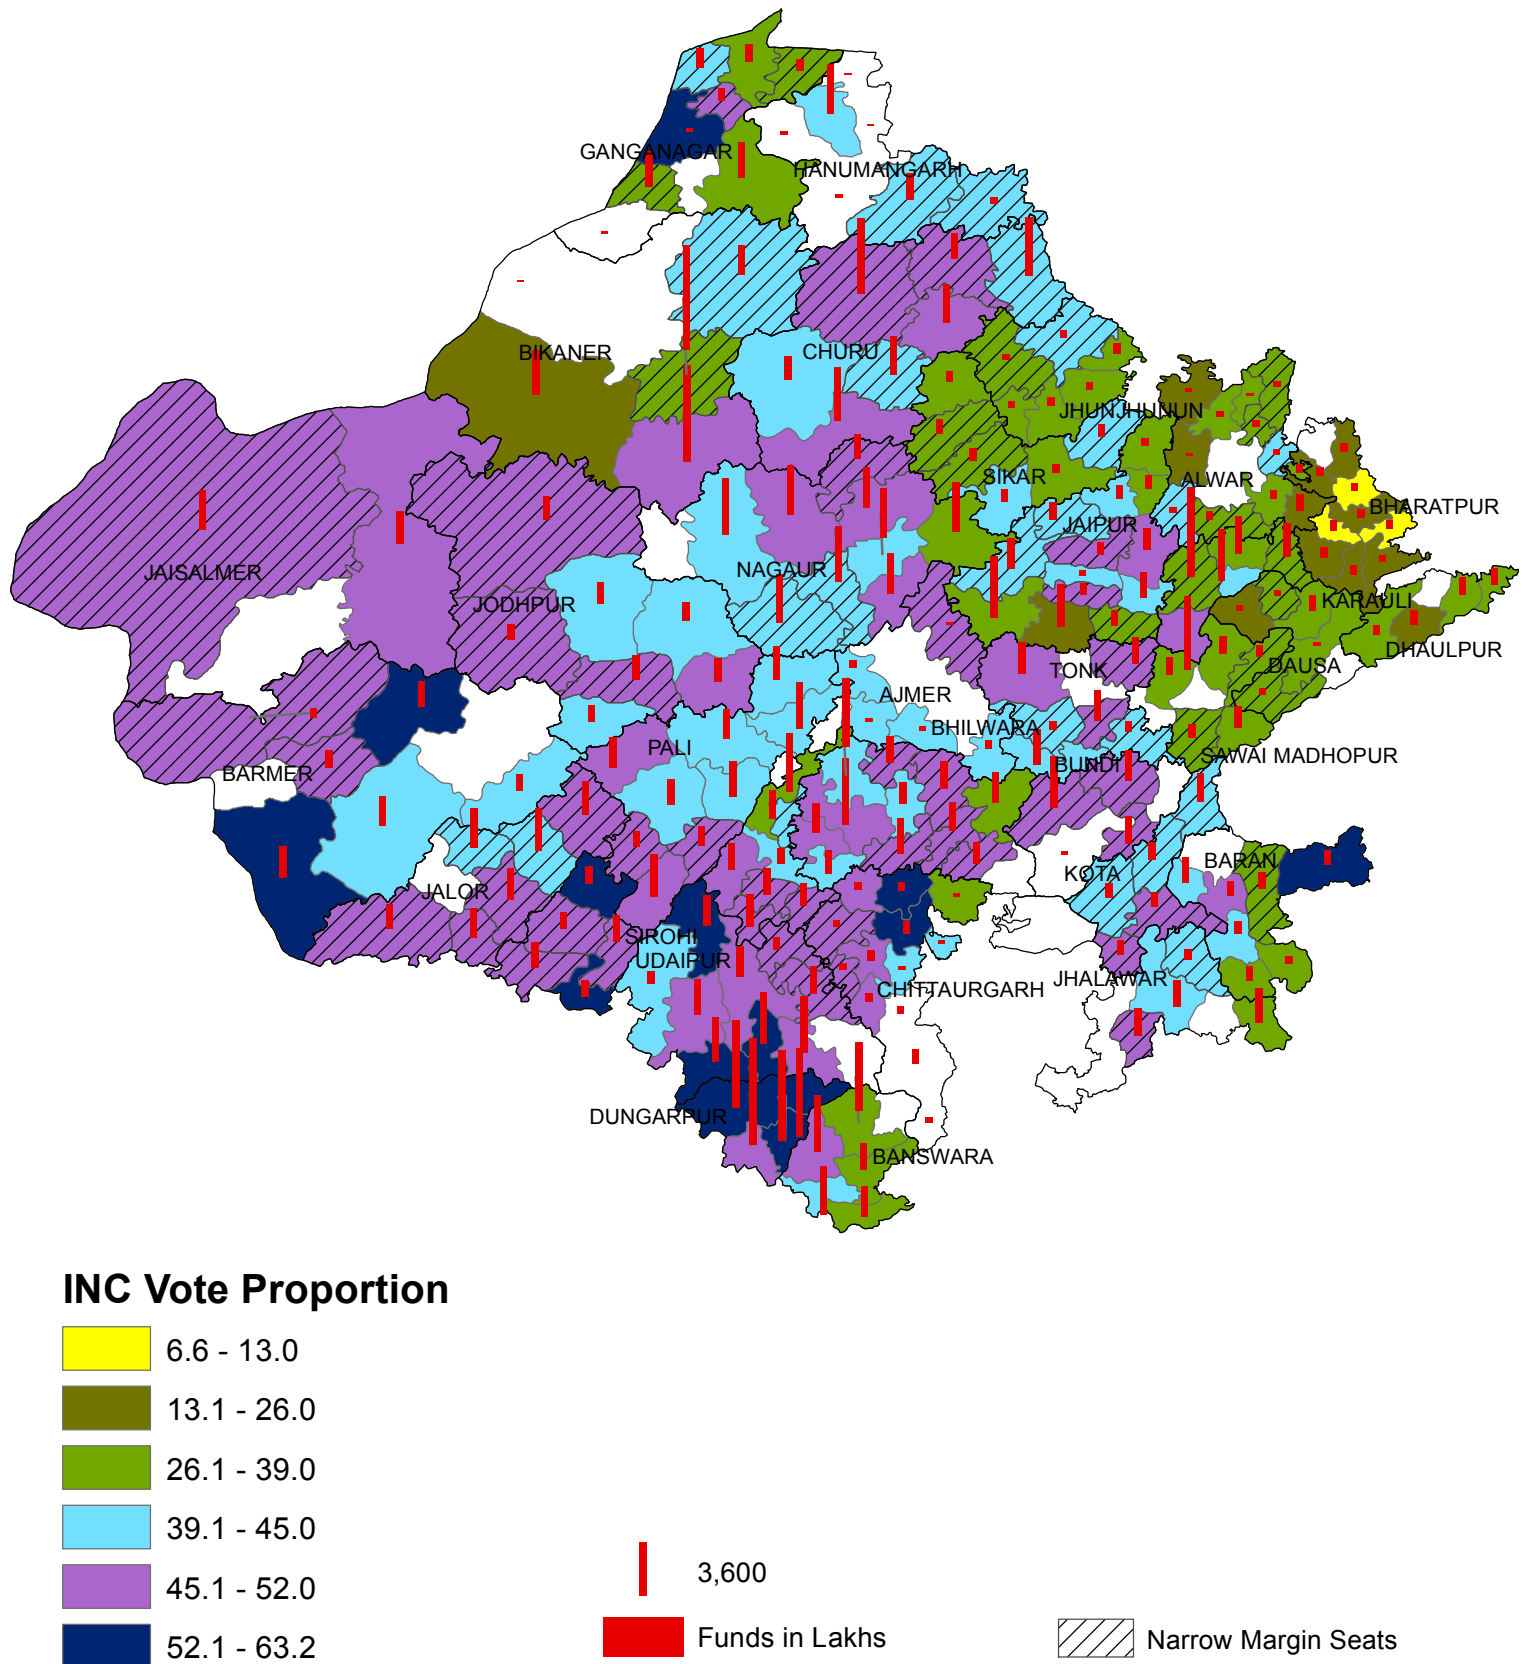 GANGANAGAR
HANUMANGARH
BIKANER
CHURU
JHUNJHUNUN
SIKAR
ALWAR
BHARATPUR
JAIPUR
JAISALMER
NAGAUR
JODHPUR
KARAULI
DHAULPUR
DAUSA
TONK
AJMER
BHILWARA
PALI
SAWAI MADHOPUR
BUNDI
BARMER
BARAN
KOTA
JALOR
SIROHI
UDAIPUR
JHALAWAR
CHITTAURGARH
DUNGARPUR
BANSWARA
INC Vote Proportion
6.6 - 13.0
13.1 - 26.0
26.1 - 39.0
39.1 - 45.0
45.1 - 52.0
52.1 - 63.2
3,600
Funds in Lakhs
Narrow Margin Seats